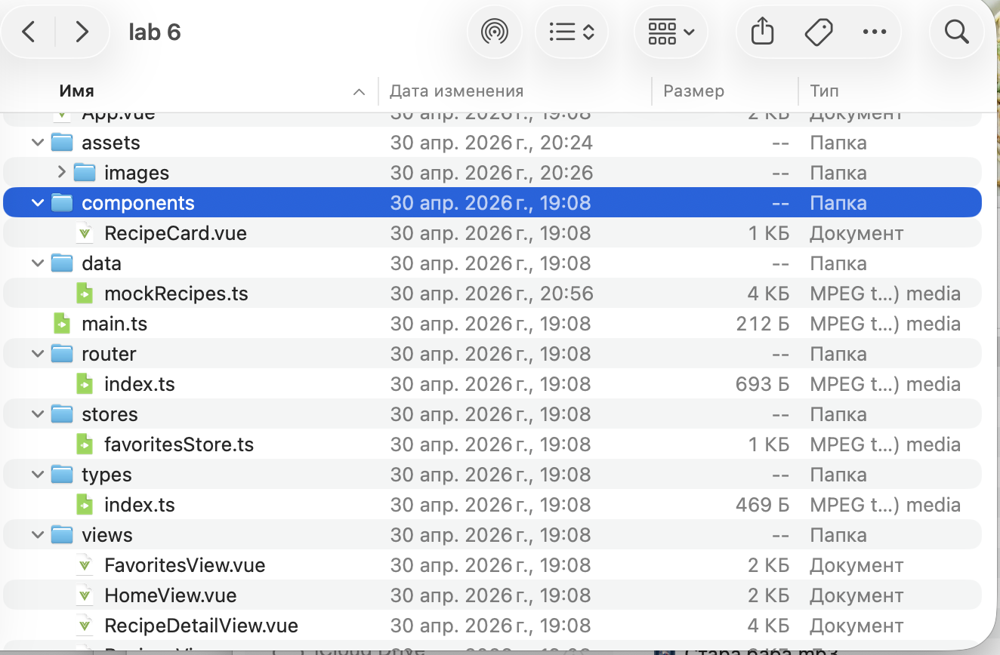 lab 6
Имя Дата изменения Размер Тип
App.vue 30 апр. 2026 г., 19:08 2 КБ Документ
assets 30 апр. 2026 г., 20:24 -- Папка
images 30 апр. 2026 г., 20:26 -- Папка
components 30 апр. 2026 г., 19:08 -- Папка
RecipeCard.vue 30 апр. 2026 г., 19:08 1 КБ Документ
data 30 апр. 2026 г., 19:08 -- Папка
mockRecipes.ts 30 апр. 2026 г., 20:56 4 КБ MPEG t...) media
main.ts 30 апр. 2026 г., 19:08 212 Б MPEG t...) media
router 30 апр. 2026 г., 19:08 -- Папка
index.ts 30 апр. 2026 г., 19:08 693 Б MPEG t...) media
stores 30 апр. 2026 г., 19:08 -- Папка
favoritesStore.ts 30 апр. 2026 г., 19:08 1 КБ MPEG t...) media
types 30 апр. 2026 г., 19:08 -- Папка
index.ts 30 апр. 2026 г., 19:08 469 Б MPEG t...) media
views 30 апр. 2026 г., 19:08 -- Папка
FavoritesView.vue 30 апр. 2026 г., 19:08 2 КБ Документ
HomeView.vue 30 апр. 2026 г., 19:08 2 КБ Документ
RecipeDetailView.vue 30 апр. 2026 г., 19:08 4 КБ Документ